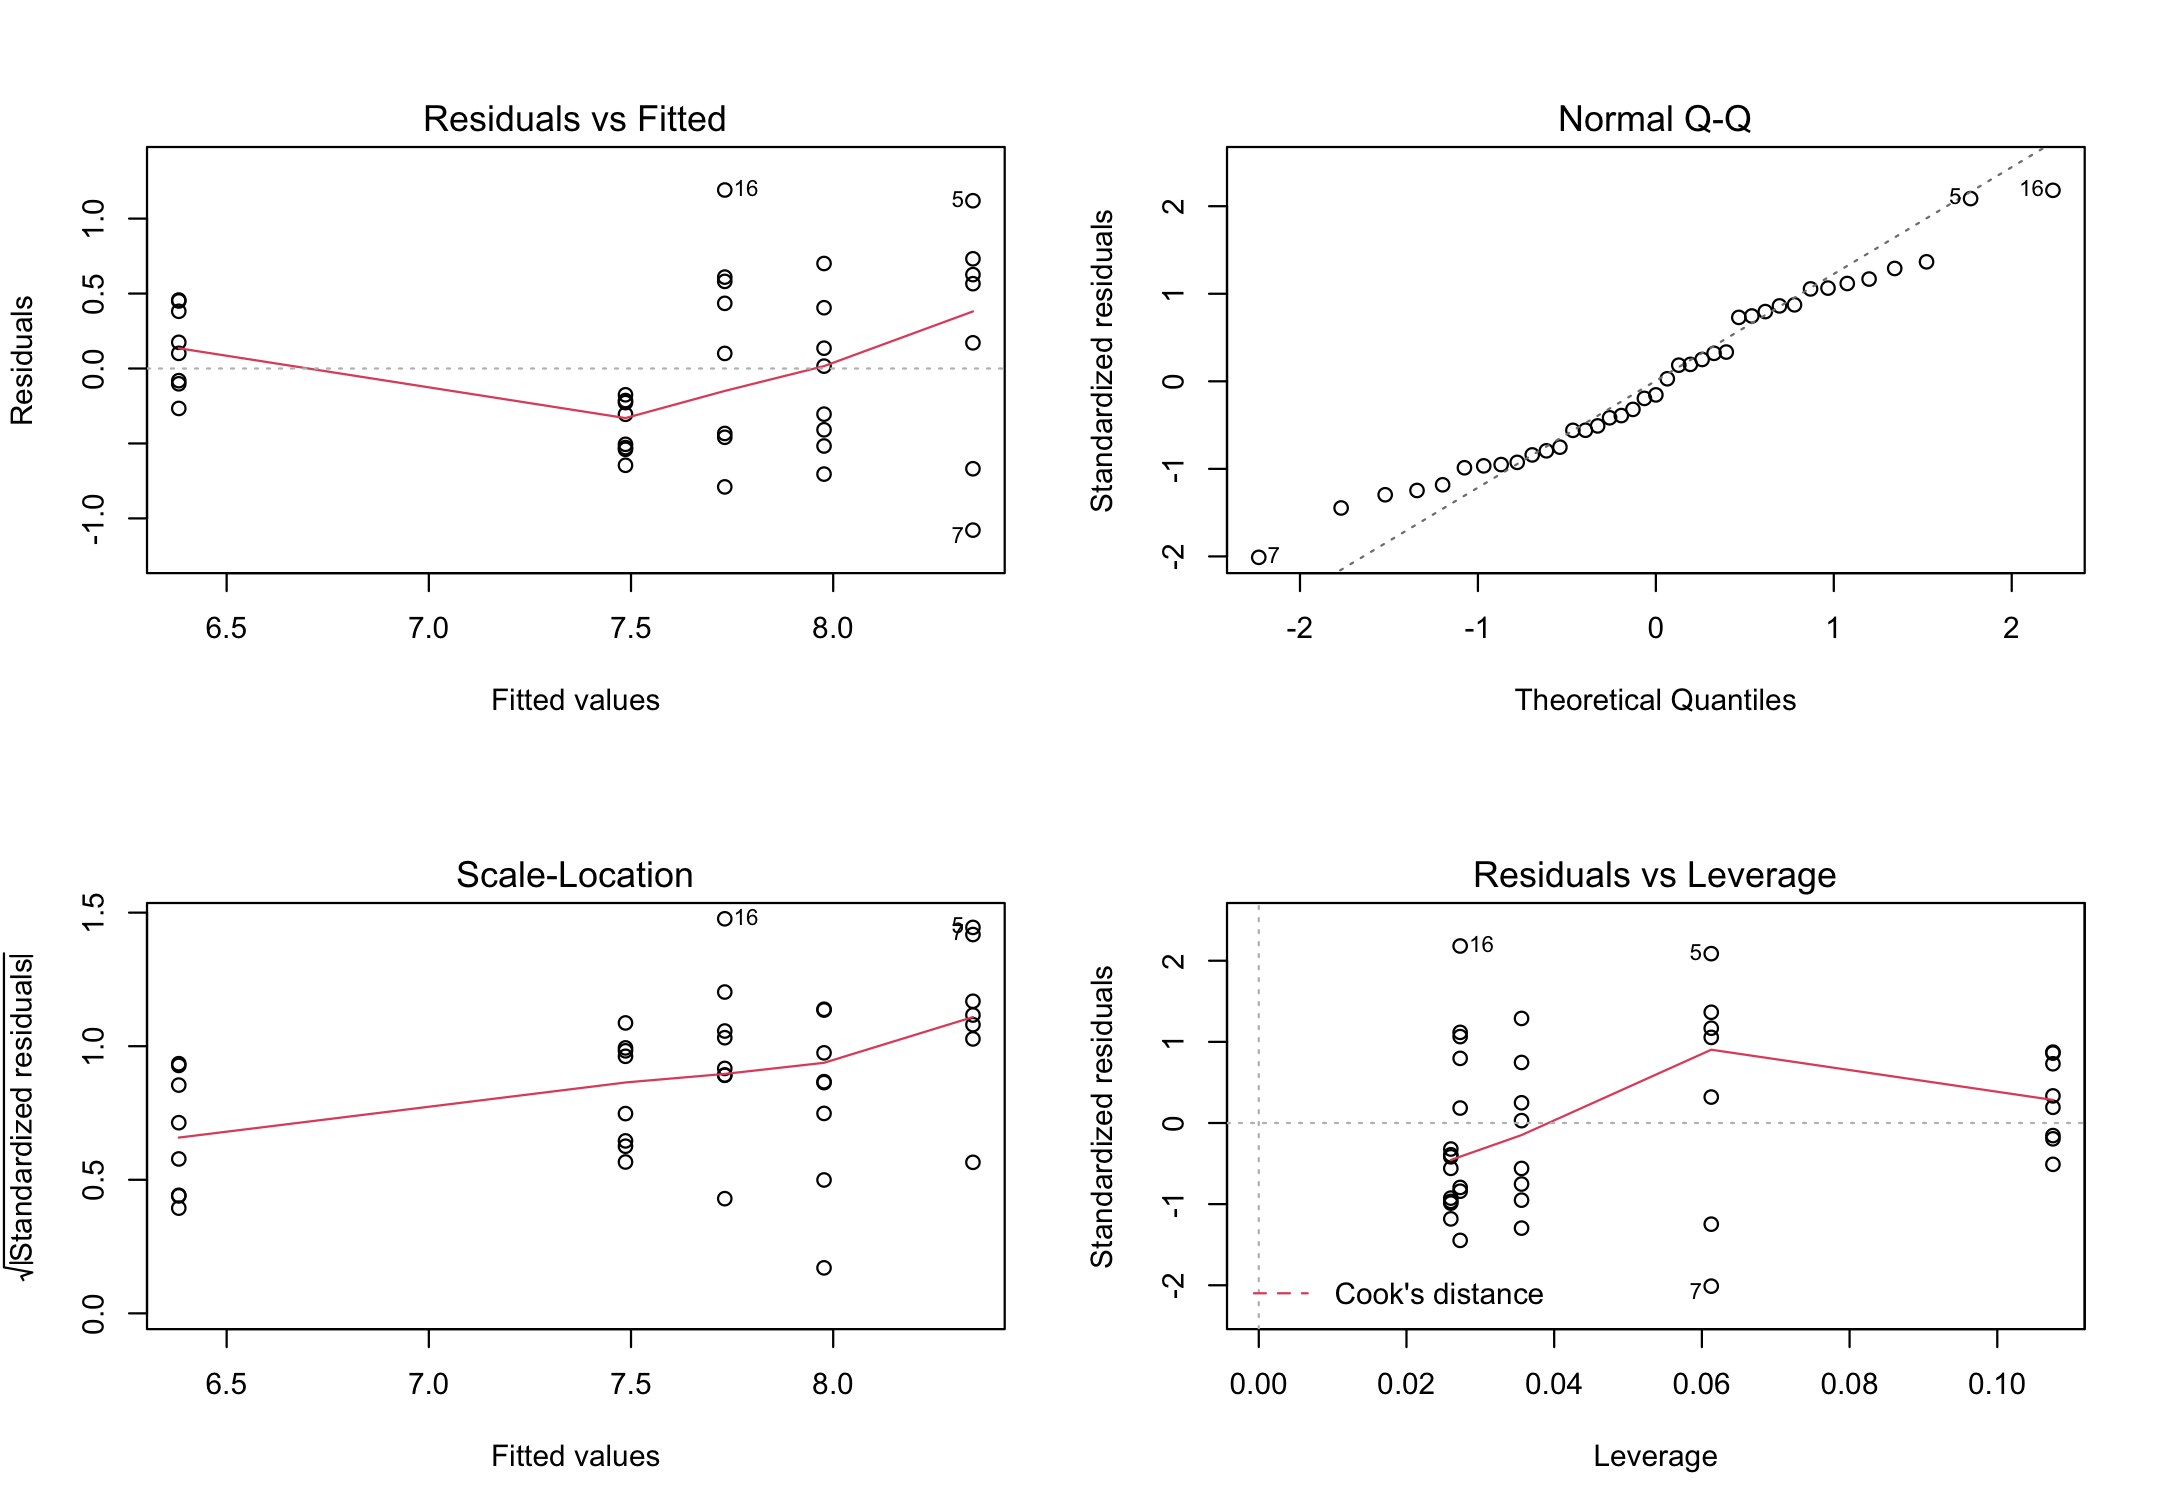 Residuals vs Fitted
Residuals
1.0
0.5
0.0
-1.0
16
5
7
6.5 7.0 7.5 8.0
Fitted values
Normal Q-Q
Standardized residuals
2
1
0
-1
-2
5
16
7
-2 -1 0 1 2
Theoretical Quantiles
Scale-Location
√|Standardized residuals|
1.5
1.0
0.5
0.0
16
5
7
6.5 7.0 7.5 8.0
Fitted values
Residuals vs Leverage
Standardized residuals
2
1
0
-1
-2
16
5
7
Cook's distance
0.00 0.02 0.04 0.06 0.08 0.10
Leverage